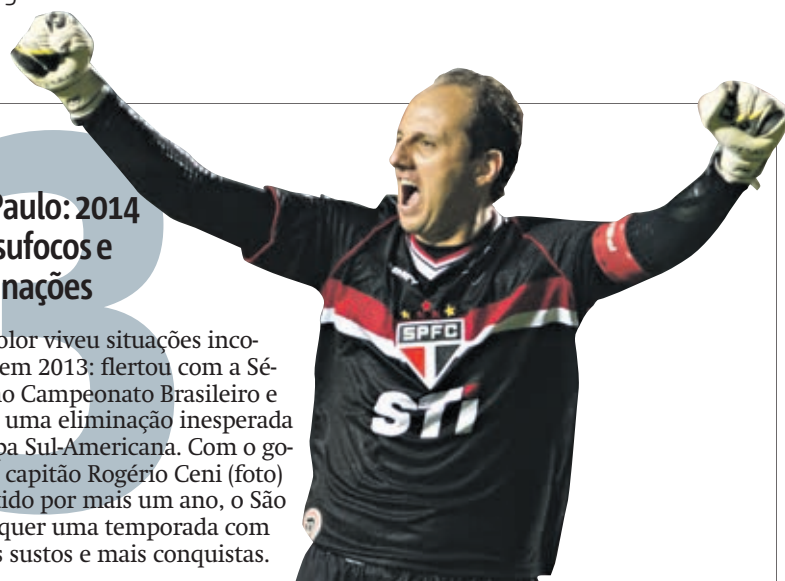 Paulo: 2014
sufocos e
nações
olor viveu situações inco-
em 2013: flertou com a Sé-
no Campeonato Brasileiro e
uma eliminação inesperada
pa Sul-Americana. Com o go-
capitão Rogério Ceni (foto)
tido por mais um ano, o São
quer uma temporada com
s sustos e mais conquistas.
SPFC
STi